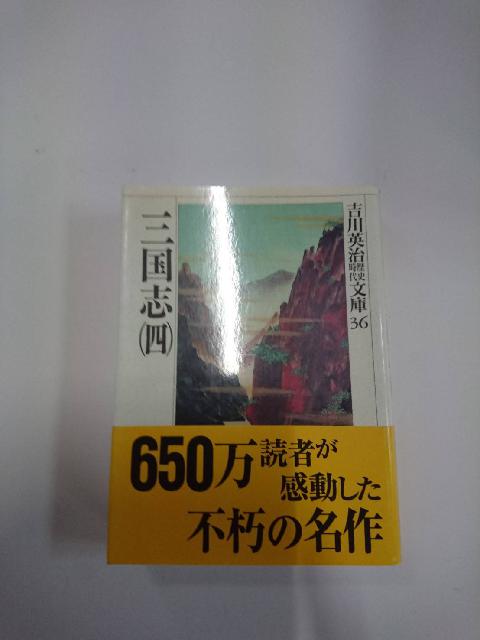 三国志(四)
吉川英治歴史時代文庫36
650万読者が
感動した
不朽の名作